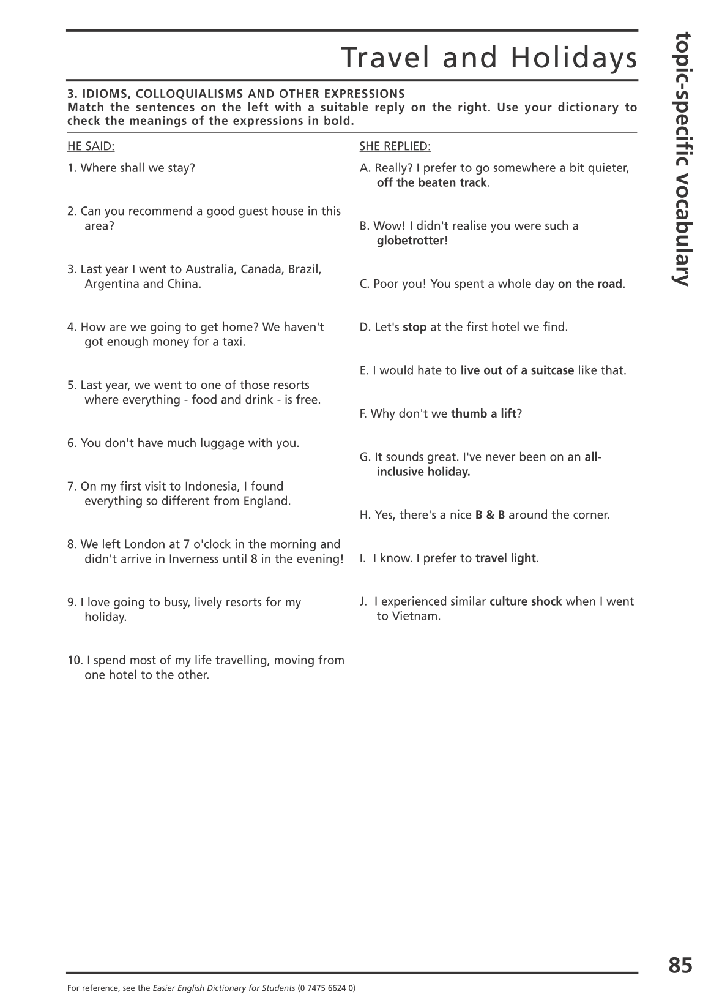 Travel and Holidays
topic-specific vocabulary
3. IDIOMS, COLLOQUIALISMS AND OTHER EXPRESSIONS
Match the sentences on the left with a suitable reply on the right. Use your dictionary to
check the meanings of the expressions in bold.
HE SAID:
1. Where shall we stay?
2. Can you recommend a good guest house in this
area?
3. Last year I went to Australia, Canada, Brazil,
Argentina and China.
4. How are we going to get home? We haven't
got enough money for a taxi.
5. Last year, we went to one of those resorts
where everything - food and drink - is free.
6. You don't have much luggage with you.
7. On my first visit to Indonesia, I found
everything so different from England.
8. We left London at 7 o'clock in the morning and
didn't arrive in Inverness until 8 in the evening!
9. I love going to busy, lively resorts for my
holiday.
10. I spend most of my life travelling, moving from
one hotel to the other.
SHE REPLIED:
A. Really? I prefer to go somewhere a bit quieter,
off the beaten track.
B. Wow! I didn't realise you were such a
globetrotter!
C. Poor you! You spent a whole day on the road.
D. Let's stop at the first hotel we find.
E. I would hate to live out of a suitcase like that.
F. Why don't we thumb a lift?
G. It sounds great. I've never been on an all-
inclusive holiday.
H. Yes, there's a nice B & B around the corner.
I. I know. I prefer to travel light.
J. I experienced similar culture shock when I went
to Vietnam.
85
For reference, see the Easier English Dictionary for Students (0 7475 6624 0)